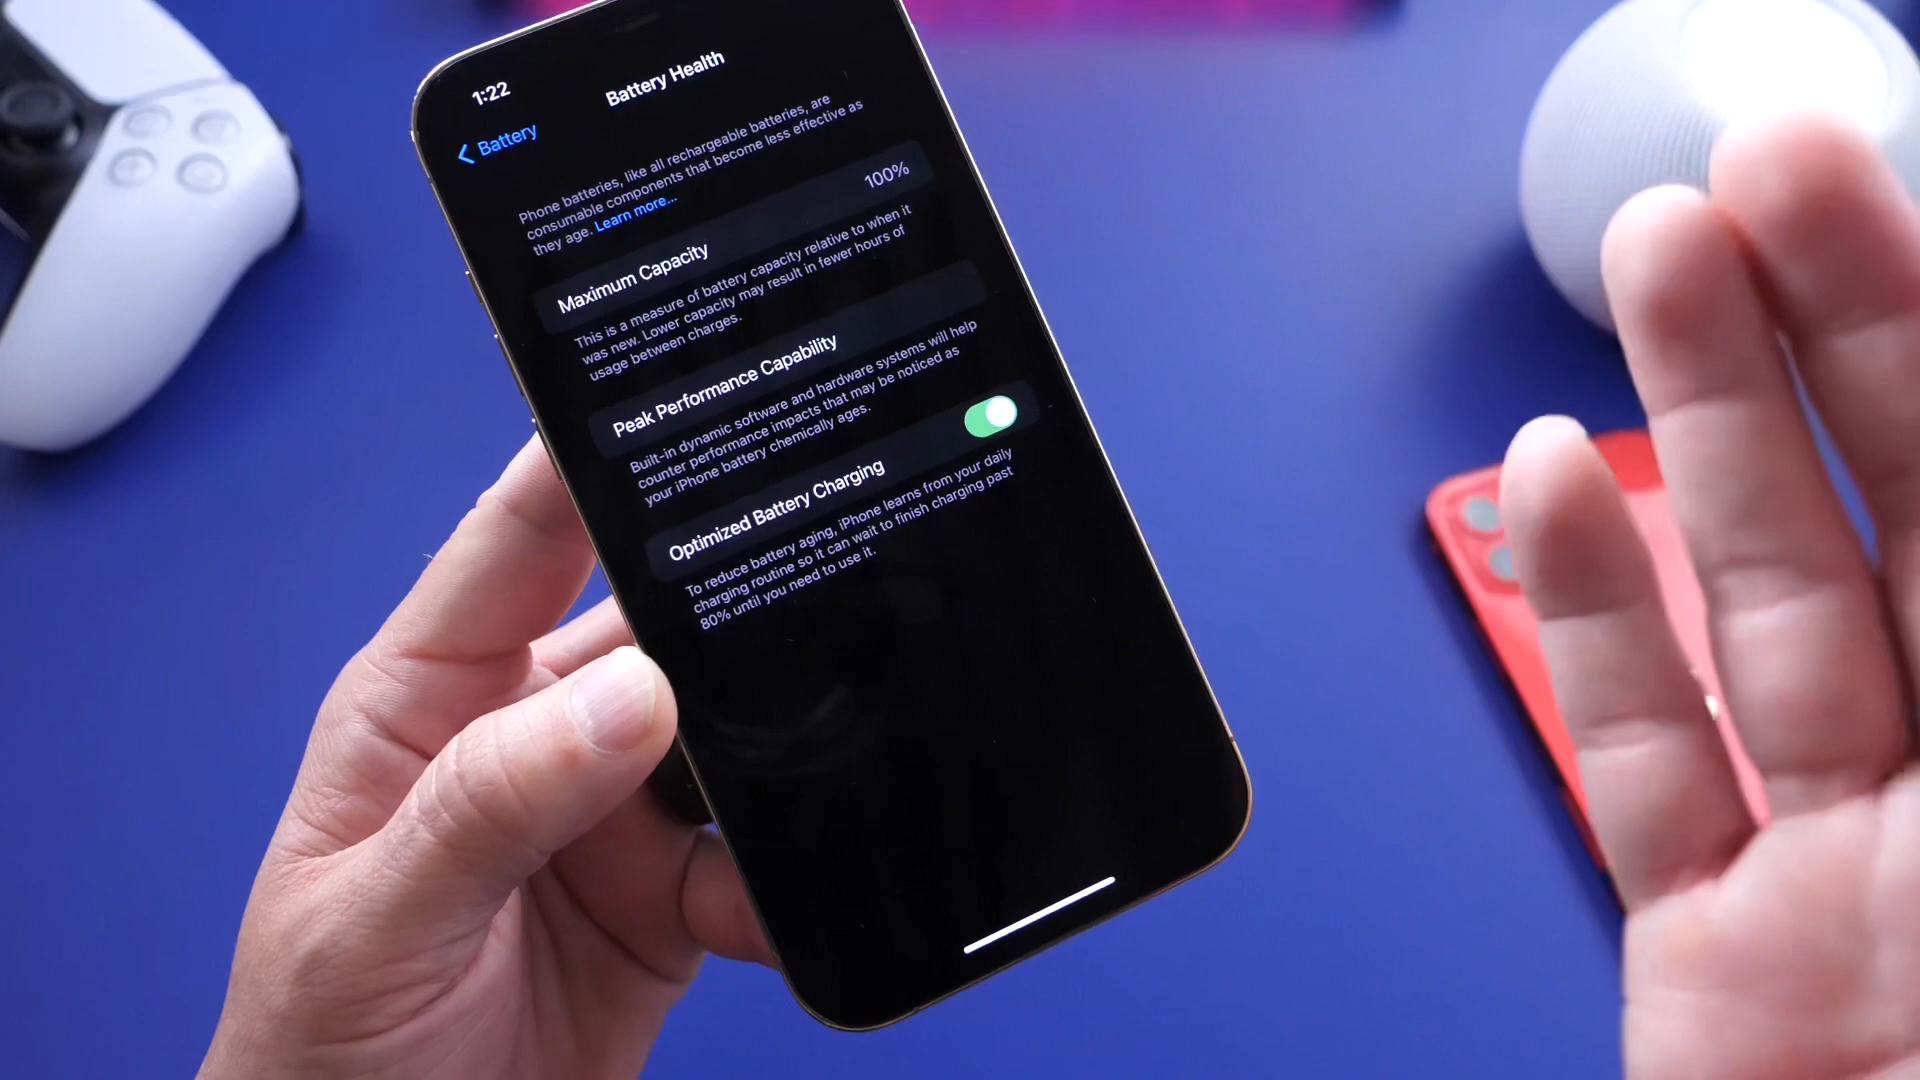 1:22
Battery Health
Battery
Phone batteries, like all rechargeable batteries, are
consumable components that become less effective as
they age. Learn more...
Maximum Capacity 100%
This is a measure of battery capacity relative to when it
was new. Lower capacity may result in fewer hours of
usage between charges.
Peak Performance Capability
Built-in dynamic software and hardware systems will help
counter performance impacts that may be noticed as
your iPhone battery chemically ages.
Optimized Battery Charging
To reduce battery aging, iPhone learns from your daily
charging routine so it can wait to finish charging past
80% until you need to use it.